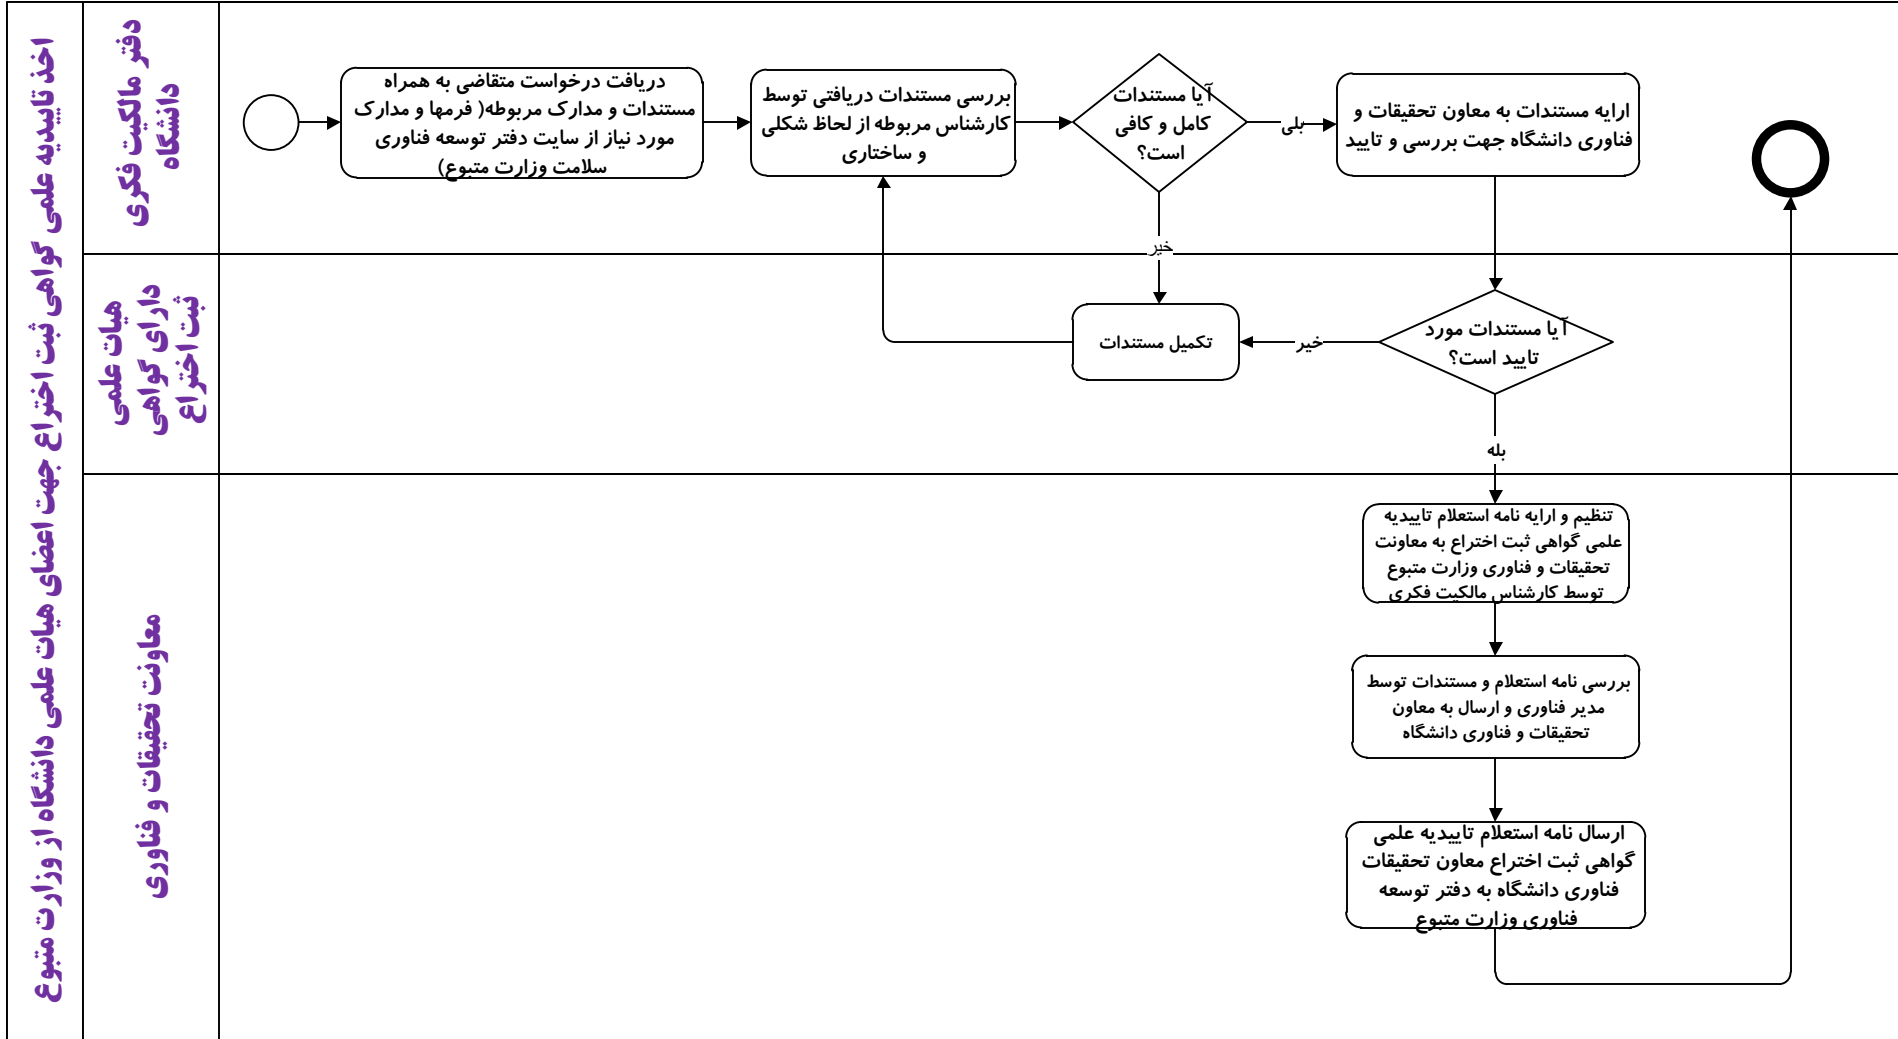 اخذ تاییدیه علمی گواهی ثبت اختراع جهت اعضای هیات علمی دانشگاه از وزارت متبوع
دفتر مالکیت فکری
دانشگاه
دریافت درخواست متقاضی به همراه
مستندات و مدارک مربوطه( فرمها و مدارک
مورد نیاز از سایت دفتر توسعه فناوری
سلامت وزارت متبوع)
بررسی مستندات دریافتی توسط
کارشناس مربوطه از لحاظ شکلی
و ساختاری
آیا مستندات
کامل و کافی
است؟
بلی
ارایه مستندات به معاون تحقیقات و
فناوری دانشگاه جهت بررسی و تایید
خیر
هیات علمی
دارای گواهی
ثبت اختراع
تکمیل مستندات
خیر
آیا مستندات مورد
تایید است؟
بله
معاونت تحقیقات و فناوری
تنظیم و ارایه نامه استعلام تاییدیه
علمی گواهی ثبت اختراع به معاونت
تحقیقات و فناوری وزارت متبوع
توسط کارشناس مالکیت فکری
بررسی نامه استعلام و مستندات توسط
مدیر فناوری و ارسال به معاون
تحقیقات و فناوری دانشگاه
ارسال نامه استعلام تاییدیه علمی
گواهی ثبت اختراع معاون تحقیقات
فناوری دانشگاه به دفتر توسعه
فناوری وزارت متبوع